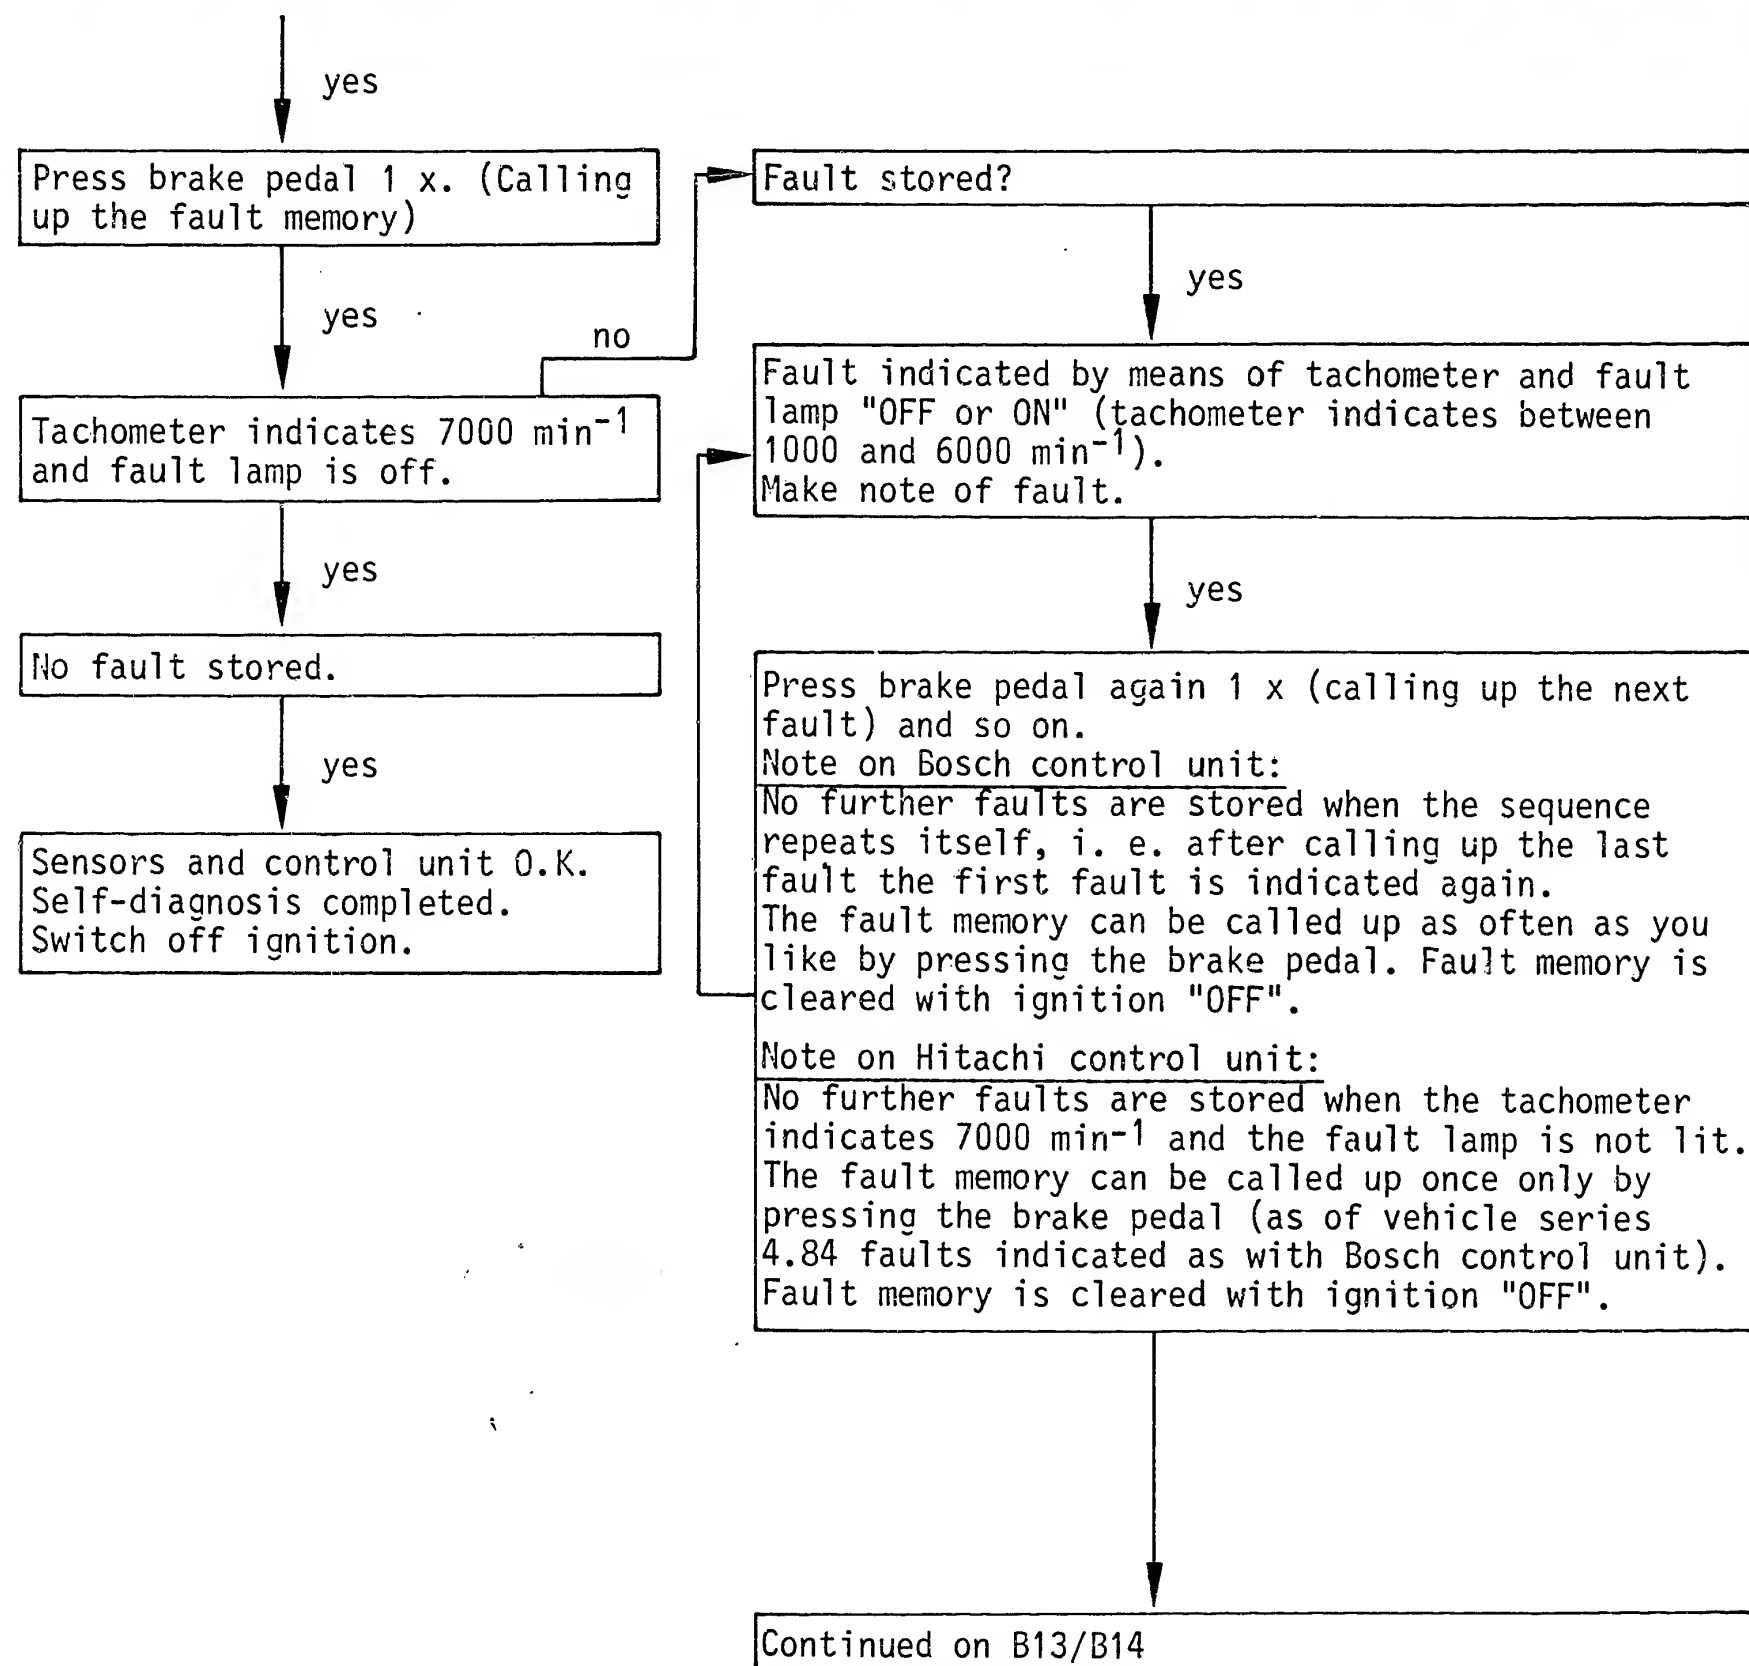 yes
Press brake pedal 1 x. (Calling
up the fault memory)
yes
no
Tachometer indicates 7000 min⁻¹
and fault lamp is off.
yes
No fault stored.
yes
Sensors and control unit O.K.
Self-diagnosis completed.
Switch off ignition.
Fault stored?
yes
Fault indicated by means of tachometer and fault
lamp "OFF or ON" (tachometer indicates between
1000 and 6000 min⁻¹).
Make note of fault.
yes
Press brake pedal again 1 x (calling up the next
fault) and so on.
Note on Bosch control unit:
No further faults are stored when the sequence
repeats itself, i. e. after calling up the last
fault the first fault is indicated again.
The fault memory can be called up as often as you
like by pressing the brake pedal. Fault memory is
cleared with ignition "OFF".
Note on Hitachi control unit:
No further faults are stored when the tachometer
indicates 7000 min⁻¹ and the fault lamp is not lit.
The fault memory can be called up once only by
pressing the brake pedal (as of vehicle series
4.84 faults indicated as with Bosch control unit).
Fault memory is cleared with ignition "OFF".
Continued on B13/B14